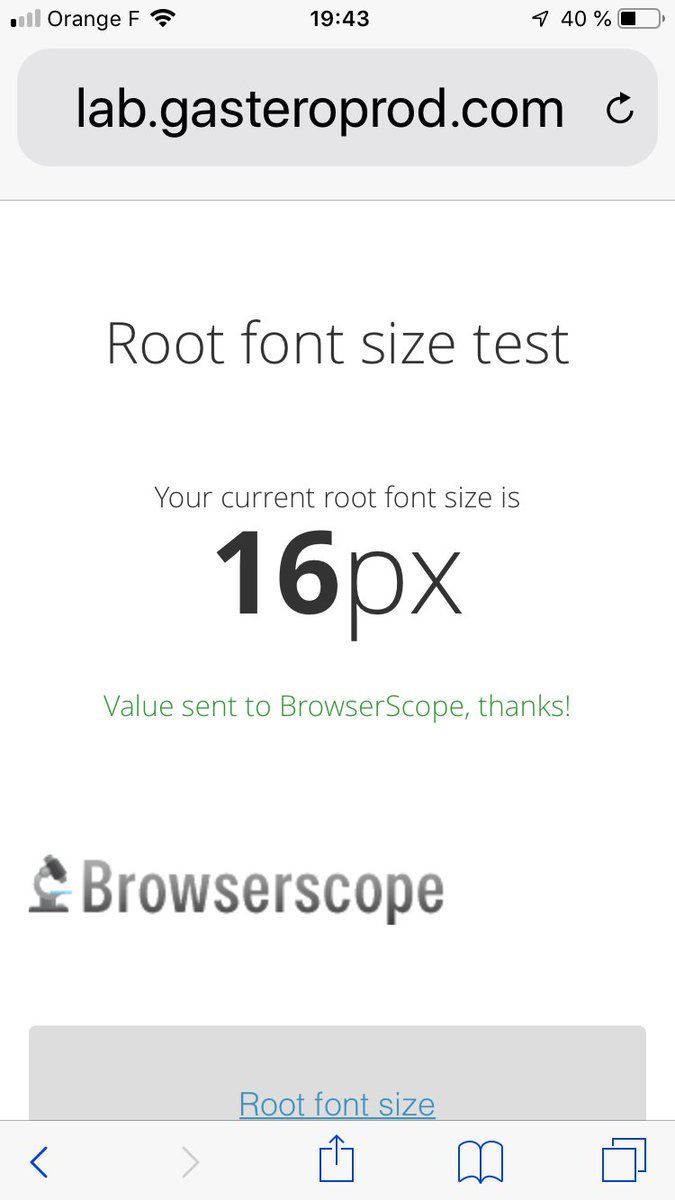 Orange F 19:43 40 %
lab.gasteroprod.com
Root font size test
Your current root font size is
16px
Value sent to BrowserScope, thanks!
Browserscope
Root font size